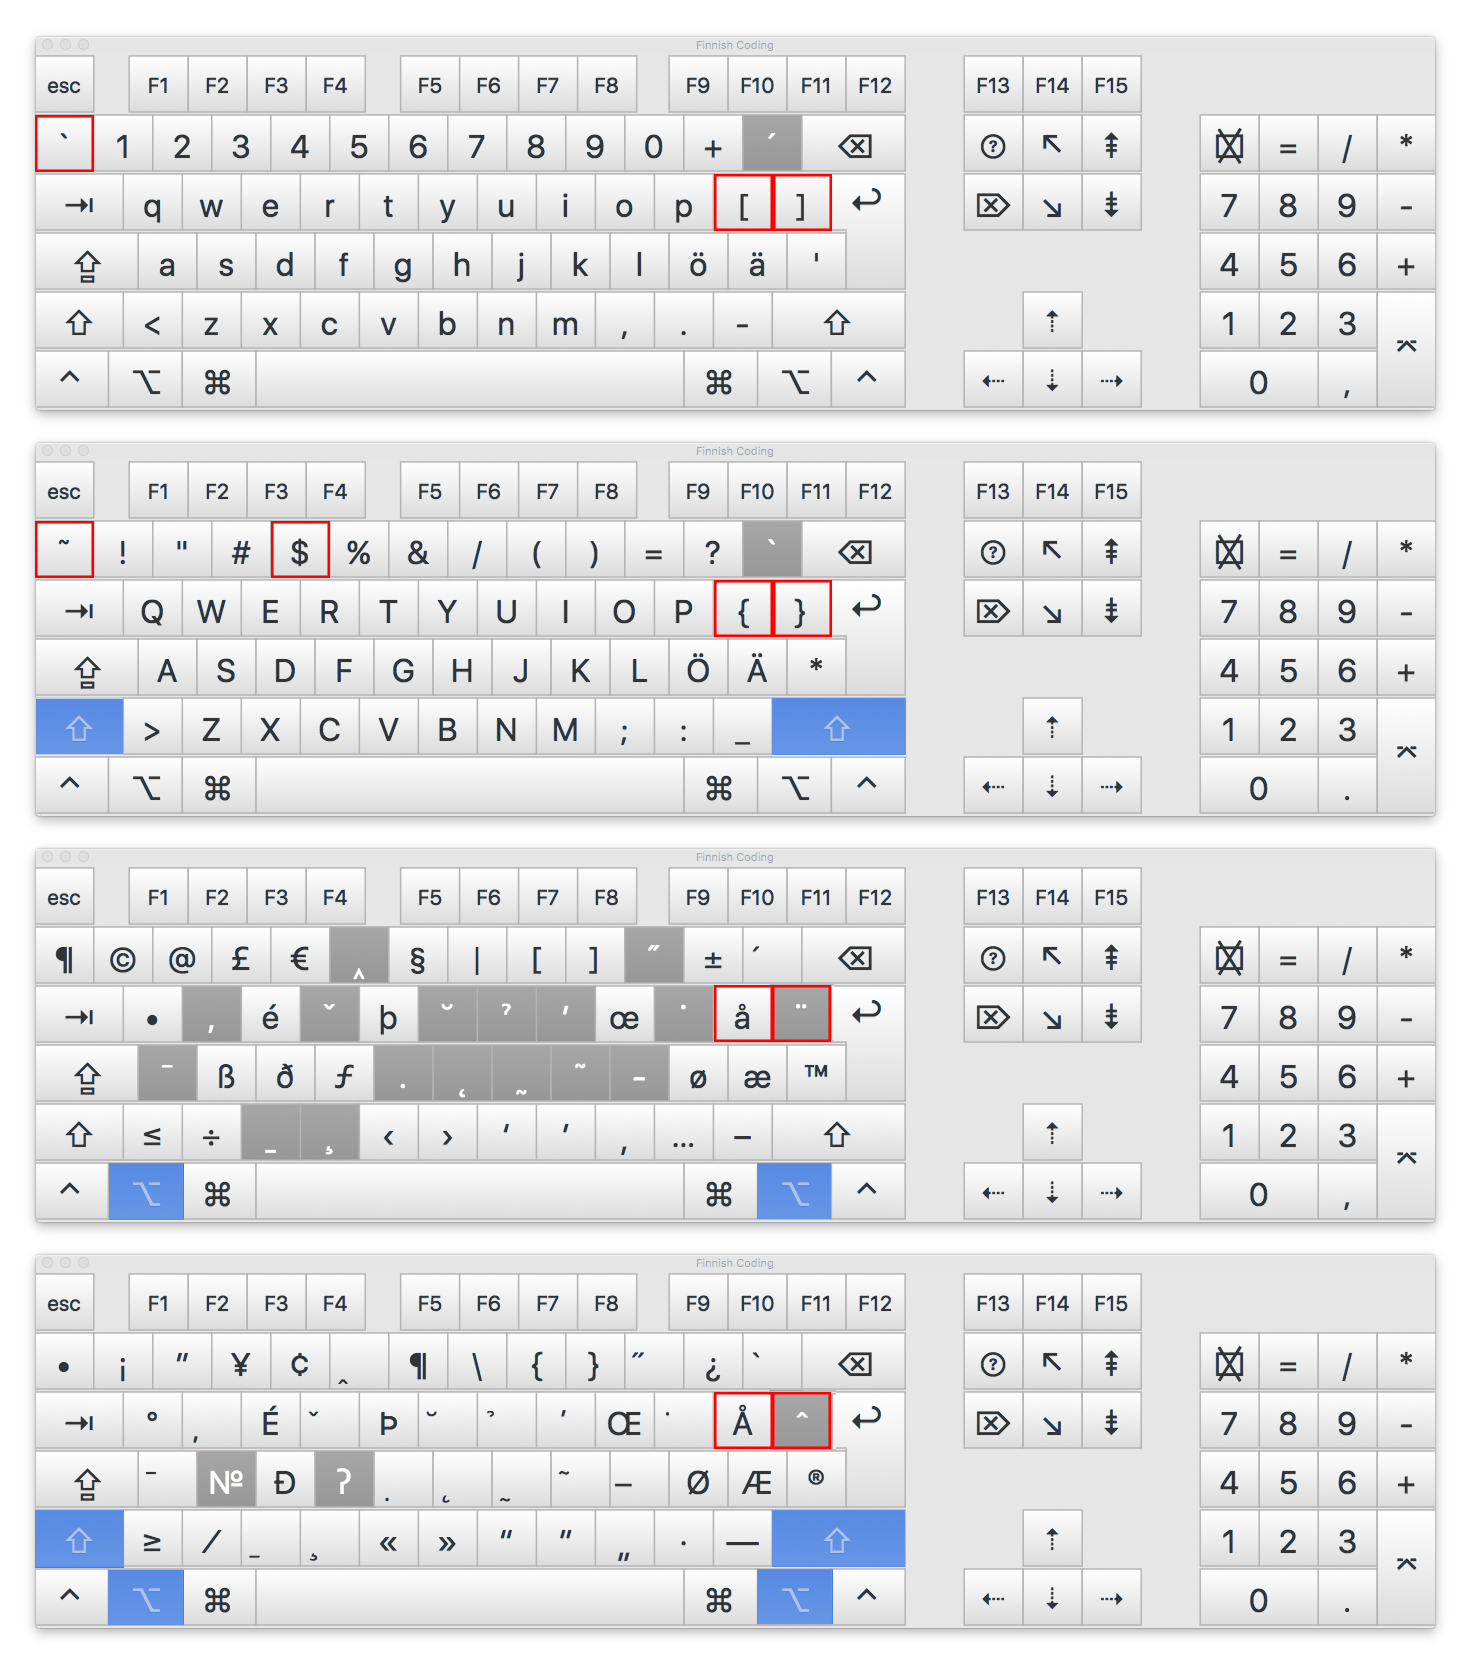 Finnish Coding
esc F1 F2 F3 F4 F5 F6 F7 F8 F9 F10 F11 F12 F13 F14 F15
` 1 2 3 4 5 6 7 8 9 0 + ´ ⌫ ? ↖ ⇞ = / *
⇥ q w e r t y u i o p [ ] ↩ ⌦ ↘ ⇟ 7 8 9 -
⇪ a s d f g h j k l ö ä ' 4 5 6 +
⇧ < z x c v b n m , . - ⇧ ⇡ 1 2 3 ⌤
^ ⌥ ⌘ ⌘ ⌥ ^ ⇠ ⇣ ⇢ 0 ,
Finnish Coding
esc F1 F2 F3 F4 F5 F6 F7 F8 F9 F10 F11 F12 F13 F14 F15
~ ! " # $ % & / ( ) = ? ` ⌫ ? ↖ ⇞ = / *
⇥ Q W E R T Y U I O P { } ↩ ⌦ ↘ ⇟ 7 8 9 -
⇪ A S D F G H J K L Ö Ä * 4 5 6 +
⇧ > Z X C V B N M ; : _ ⇧ ⇡ 1 2 3 ⌤
^ ⌥ ⌘ ⌘ ⌥ ^ ⇠ ⇣ ⇢ 0 .
Finnish Coding
esc F1 F2 F3 F4 F5 F6 F7 F8 F9 F10 F11 F12 F13 F14 F15
¶ © @ £ € ‸ § | [ ] ˝ ± ´ ⌫ ? ↖ ⇞ = / *
⇥ • , é ˇ þ ˘ ̉ ʼ œ ˙ å ¨ ↩ ⌦ ↘ ⇟ 7 8 9 -
⇪ ¯ ß ð ƒ . ˛ ˷ ˜ - ø æ ™ 4 5 6 +
⇧ ≤ ÷ ˍ ¸ ‹ › ‘ ’ ‚ … – ⇧ ⇡ 1 2 3 ⌤
^ ⌥ ⌘ ⌘ ⌥ ^ ⇠ ⇣ ⇢ 0 ,
Finnish Coding
esc F1 F2 F3 F4 F5 F6 F7 F8 F9 F10 F11 F12 F13 F14 F15
• ¡ ” ¥ ¢ ‸ ¶ \ { } ˝ ¿ ` ⌫ ? ↖ ⇞ = / *
⇥ ° , É ˇ Þ ˘ ̉ ʼ Œ ˙ Å ˆ ↩ ⌦ ↘ ⇟ 7 8 9 -
⇪ ¯ № Đ ʔ . ˛ ˷ ˜ – Ø Æ ® 4 5 6 +
⇧ ≥ ⁄ ˍ ¸ « » “ ” „ · — ⇧ ⇡ 1 2 3 ⌤
^ ⌥ ⌘ ⌘ ⌥ ^ ⇠ ⇣ ⇢ 0 .